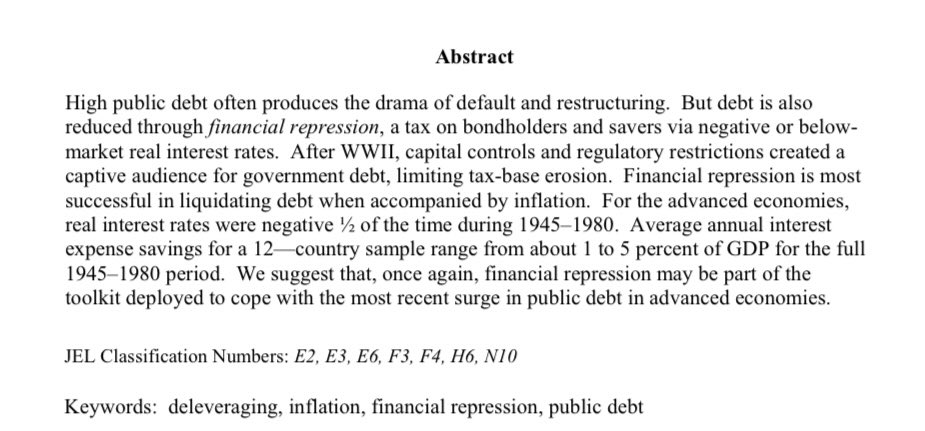 Abstract
High public debt often produces the drama of default and restructuring. But debt is also
reduced through financial repression, a tax on bondholders and savers via negative or below-
market real interest rates. After WWII, capital controls and regulatory restrictions created a
captive audience for government debt, limiting tax-base erosion. Financial repression is most
successful in liquidating debt when accompanied by inflation. For the advanced economies,
real interest rates were negative ½ of the time during 1945–1980. Average annual interest
expense savings for a 12—country sample range from about 1 to 5 percent of GDP for the full
1945–1980 period. We suggest that, once again, financial repression may be part of the
toolkit deployed to cope with the most recent surge in public debt in advanced economies.
JEL Classification Numbers: E2, E3, E6, F3, F4, H6, N10
Keywords: deleveraging, inflation, financial repression, public debt